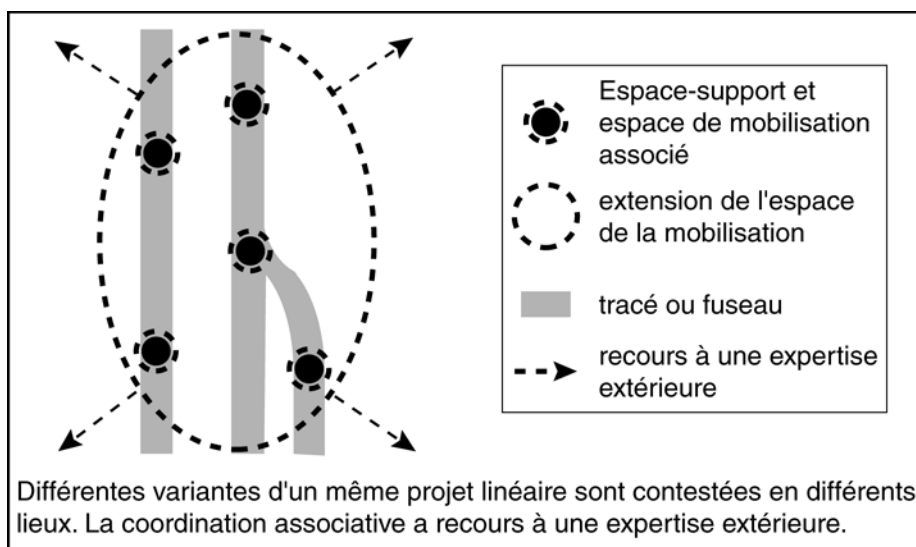 Espace-support et
espace de mobilisation
associé
extension de l'espace
de la mobilisation
tracé ou fuseau
recours à une expertise
extérieure
Différentes variantes d'un même projet linéaire sont contestées en différents
lieux. La coordination associative a recours à une expertise extérieure.